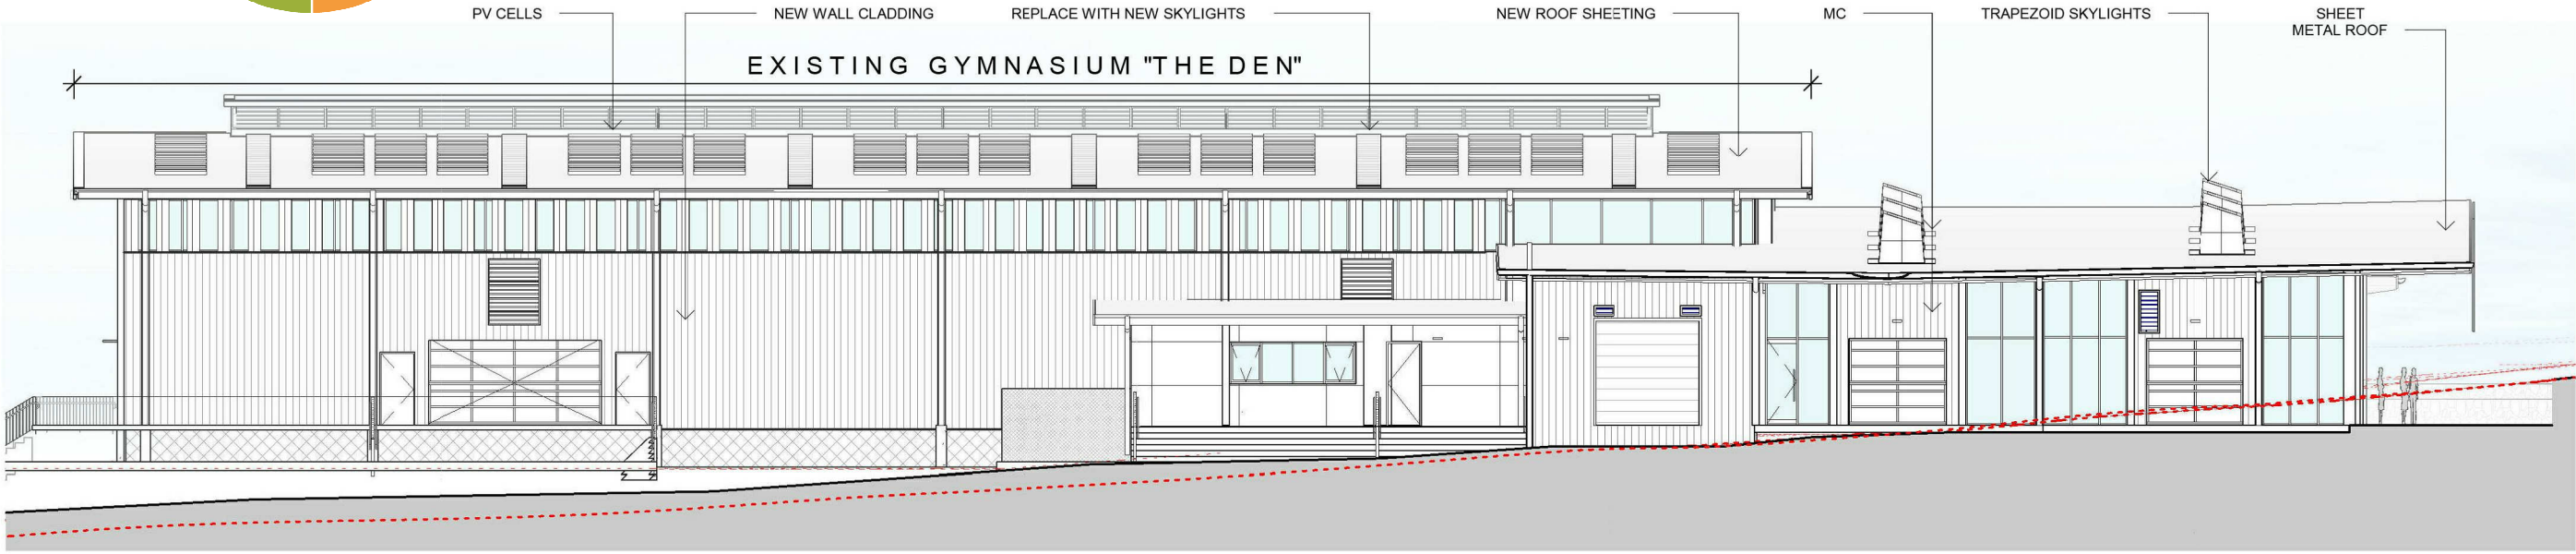 PV CELLS
NEW WALL CLADDING
REPLACE WITH NEW SKYLIGHTS
NEW ROOF SHEETING
MC
TRAPEZOID SKYLIGHTS
SHEET
METAL ROOF
EXISTING GYMNASIUM "THE DEN"